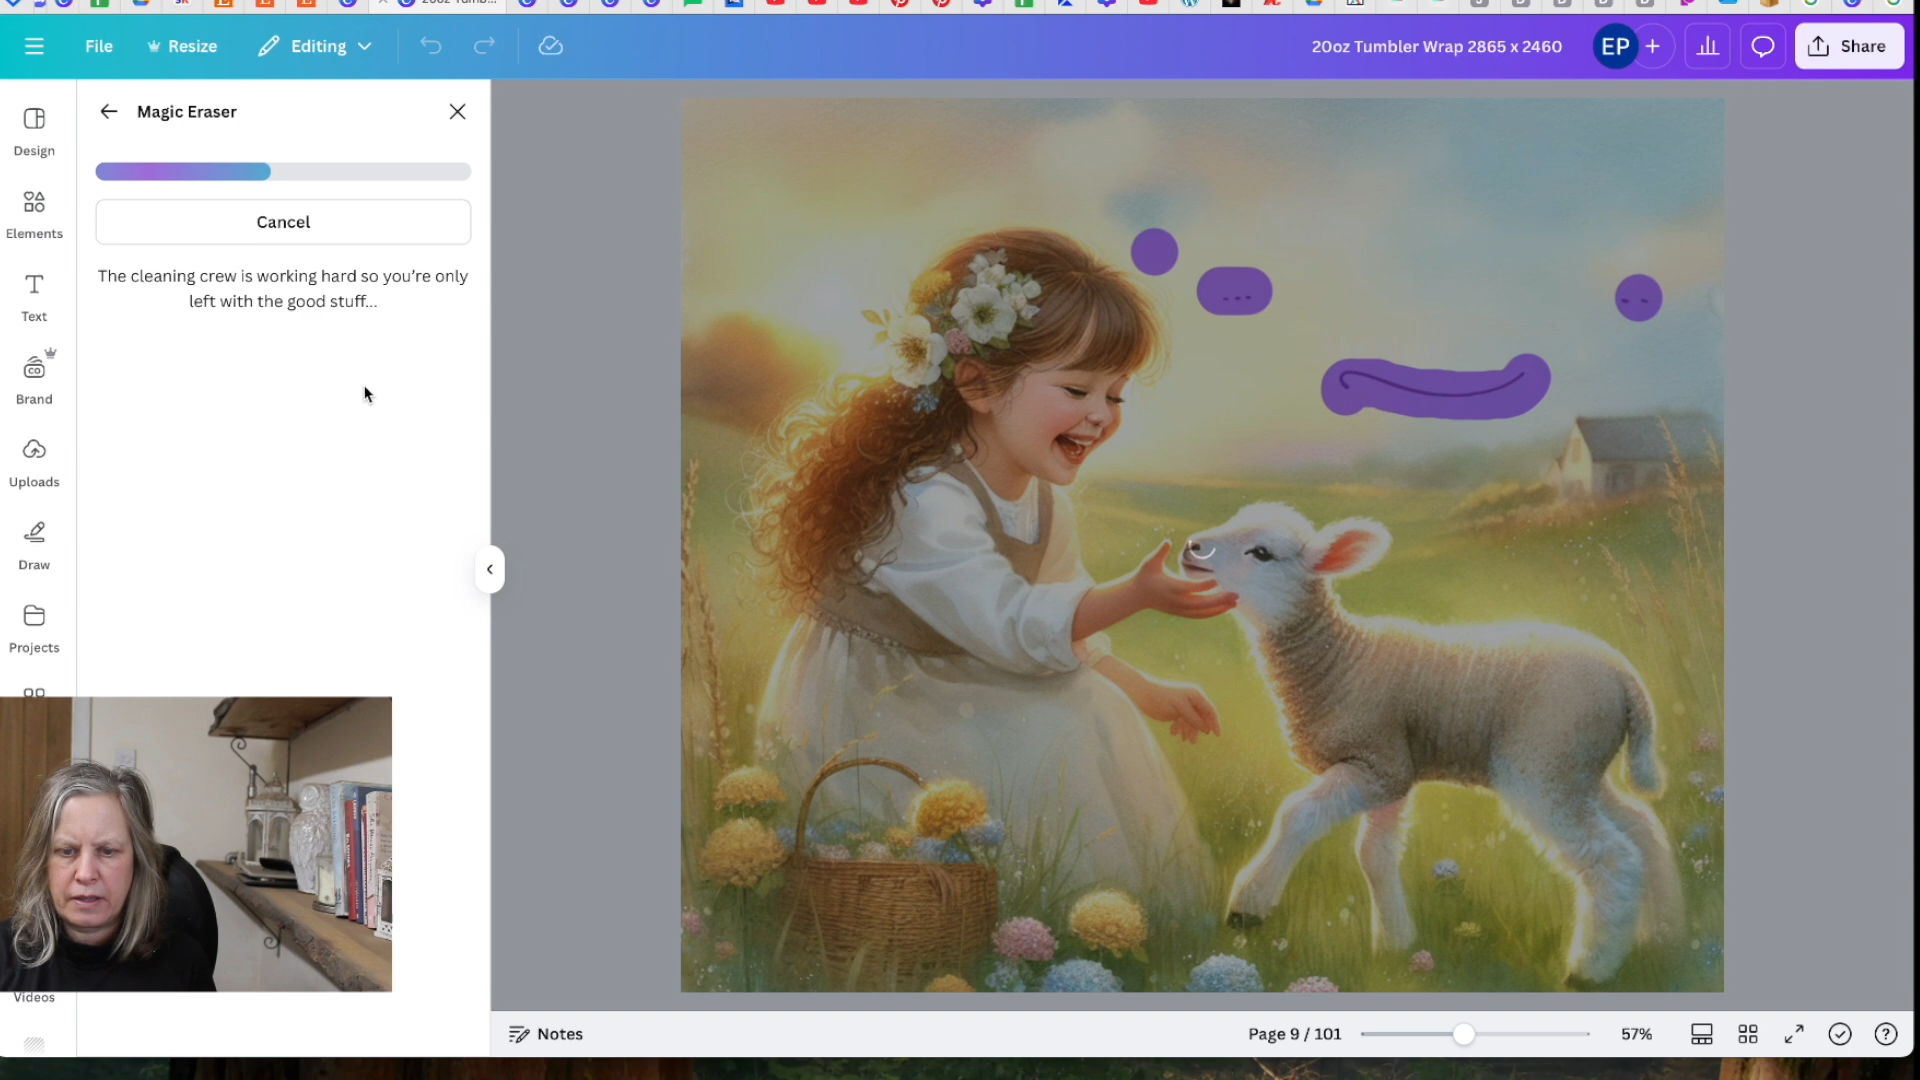 File
Resize
Editing
20oz Tumbler Wrap 2865 x 2460
EP
Share
Magic Eraser
Cancel
The cleaning crew is working hard so you're only
left with the good stuff...
Design
Elements
Text
Brand
Uploads
Draw
Projects
Videos
Notes
Page 9 / 101
57%